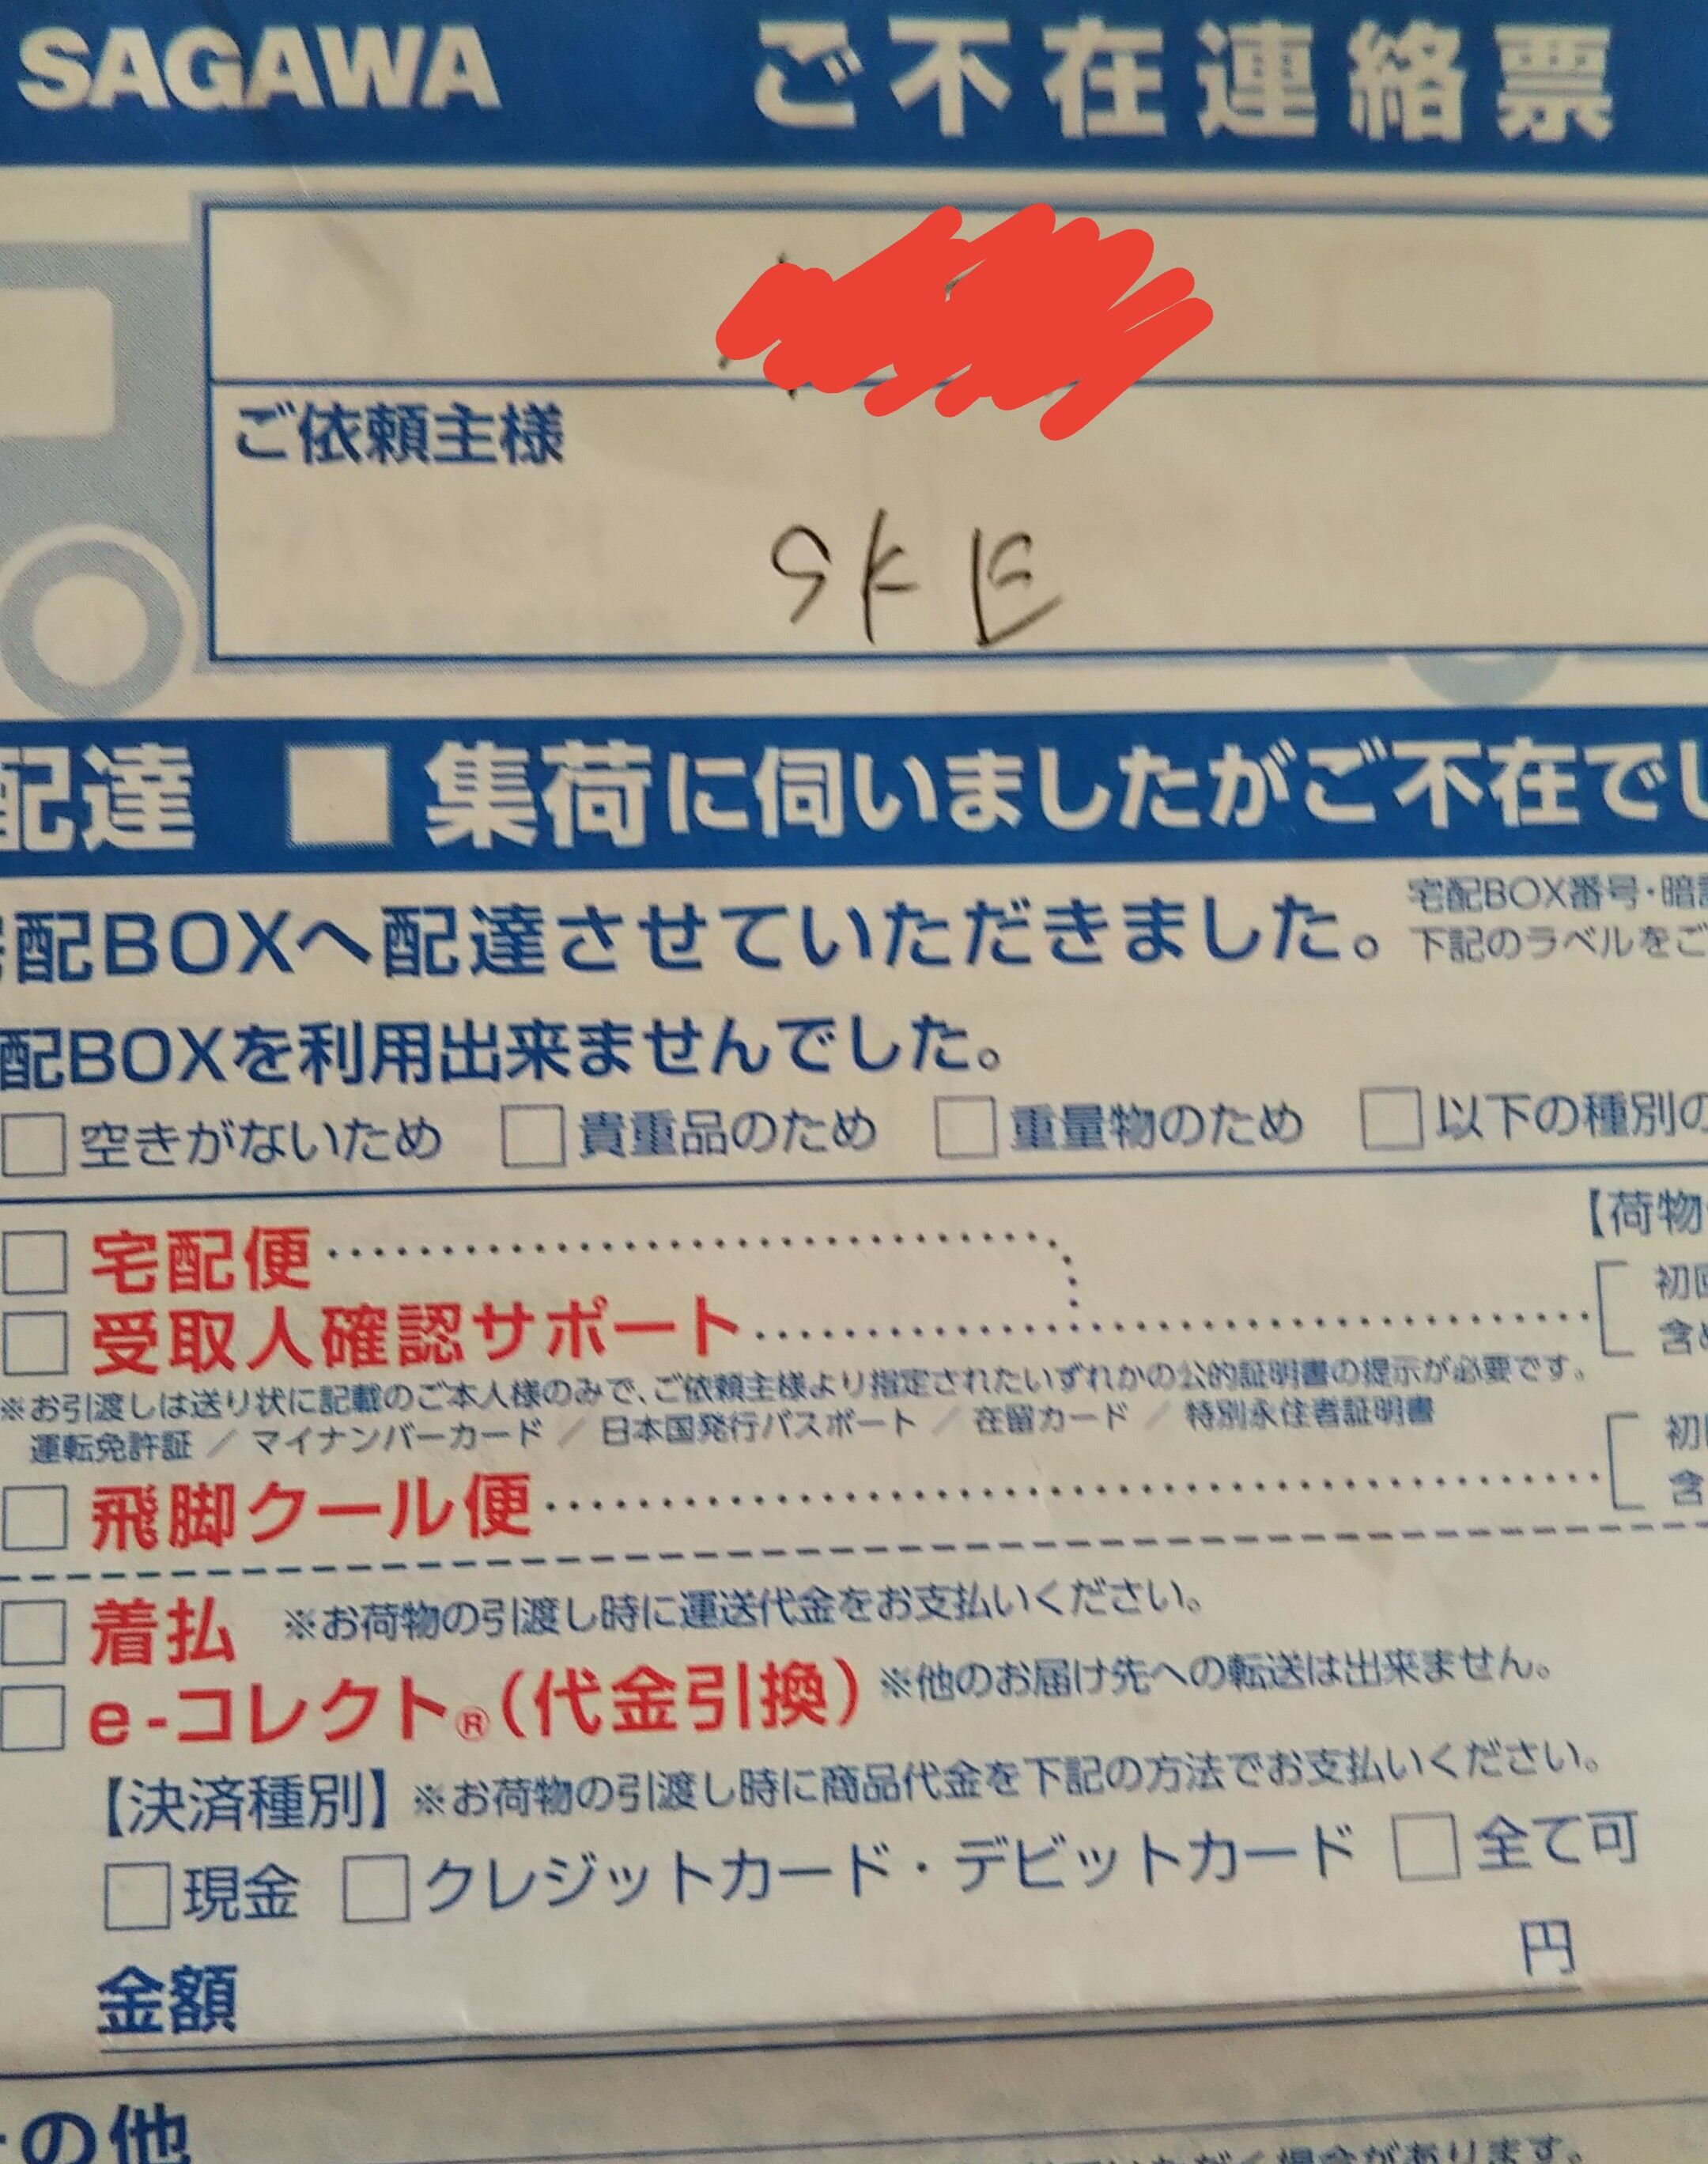 SAGAWA ご不在連絡票
ご依頼主様
配達 集荷に伺いましたがご不在でし
宅配BOXへ配達させていただきました。 宅配BOX番号・暗
下記のラベルをご
配BOXを利用出来ませんでした。
空きがないため 貴重品のため 重量物のため 以下の種別の
【荷物
宅配便 初回
受取人確認サポート 含め
※お引渡しは送り状に記載のご本人様のみで、ご依頼主様より指定されたいずれかの公的証明書の提示が必要です。
運転免許証 / マイナンバーカード / 日本国発行パスポート / 在留カード / 特別永住者証明書
初回
飛脚クール便 含
着払 ※お荷物の引渡し時に運送代金をお支払いください。
e-コレクト®(代金引換) ※他のお届け先への転送は出来ません。
【決済種別】※お荷物の引渡し時に商品代金を下記の方法でお支払いください。
現金 クレジットカード・デビットカード 全て可
金額 円
の他
場合があります。